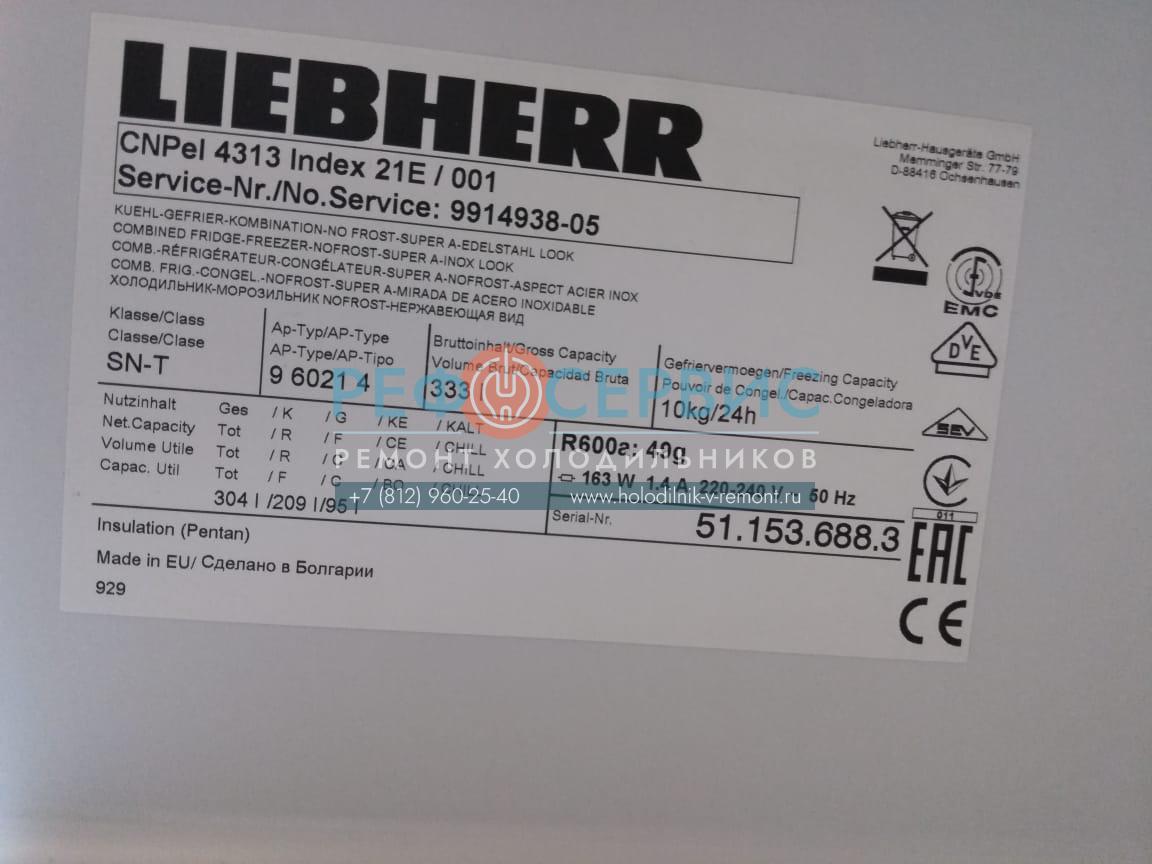 LIEBHERR
CNPel 4313 Index 21E / 001
Service-Nr./No.Service: 9914938-05
Liebherr-Hausgeräte GmbH
Memminger Str. 77-79
D-88416 Ochsenhausen
KUEHL-GEFRIER-KOMBINATION-NO FROST-SUPER A-EDELSTAHL LOOK
COMBINED FRIDGE-FREEZER-NOFROST-SUPER A-INOX LOOK
COMB.-RÉFRIGÉRATEUR-CONGÉLATEUR-SUPER A-NOFROST-ASPECT ACIER INOX
COMB. FRIG.-CONGEL.-NOFROST-SUPER A-MIRADA DE ACERO INOXIDABLE
ХОЛОДИЛЬНИК-МОРОЗИЛЬНИК NOFROST-НЕРЖАВЕЮЩАЯ ВИД
VDE
EMC
DVE
SEV
011
EAC
CE
Klasse/Class
Classe/Clase
SN-T
Ap-Typ/AP-Type
AP-Type/AP-Tipo
9 6021 4
Bruttoinhalt/Gross Capacity
Volume Brut/Capacidad Bruta
333 l
Gefriervermoegen/Freezing Capacity
Pouvoir de Congel./Capac.Congeladora
10kg/24h
РЕФ СЕРВИС
РЕМОНТ ХОЛОДИЛЬНИКОВ
+7 (812) 960-25-40 www.holodilnik-v-remont.ru
Nutzinhalt Ges / K / G / KE / KALT
Net.Capacity Tot / R / F / CE / CHILL
Volume Utile Tot / R / C / CA / CHILL
Capac. Util Tot / F / C / BO
304 l /209 l /95 l
R600a: 49g
163 W 1.4 A 220-240 V 50 Hz
Serial-Nr. 51.153.688.3
Insulation (Pentan)
Made in EU/ Сделано в Болгарии
929